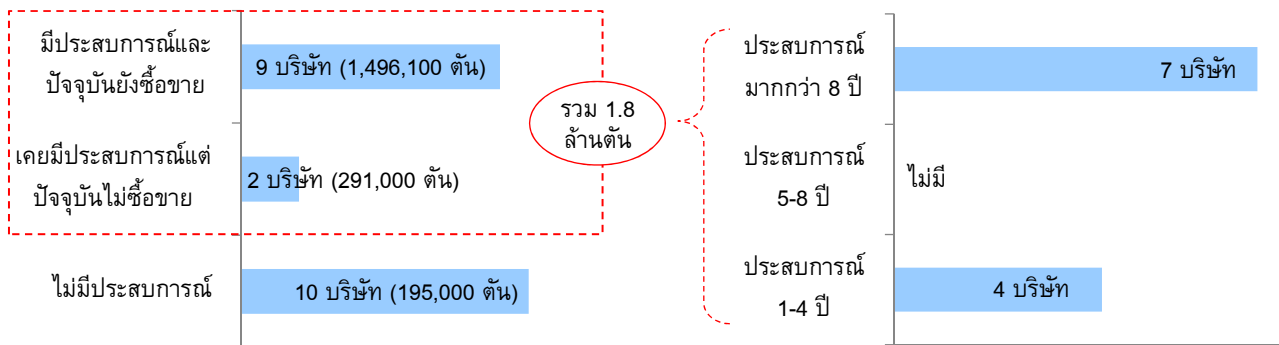 มีประสบการณ์และ
ปัจจุบันยังซื้อขาย
9 บริษัท (1,496,100 ตัน)
เคยมีประสบการณ์แต่
ปัจจุบันไม่ซื้อขาย
2 บริษัท (291,000 ตัน)
ไม่มีประสบการณ์
10 บริษัท (195,000 ตัน)
รวม 1.8
ล้านตัน
ประสบการณ์
มากกว่า 8 ปี
7 บริษัท
ประสบการณ์
5-8 ปี
ไม่มี
ประสบการณ์
1-4 ปี
4 บริษัท